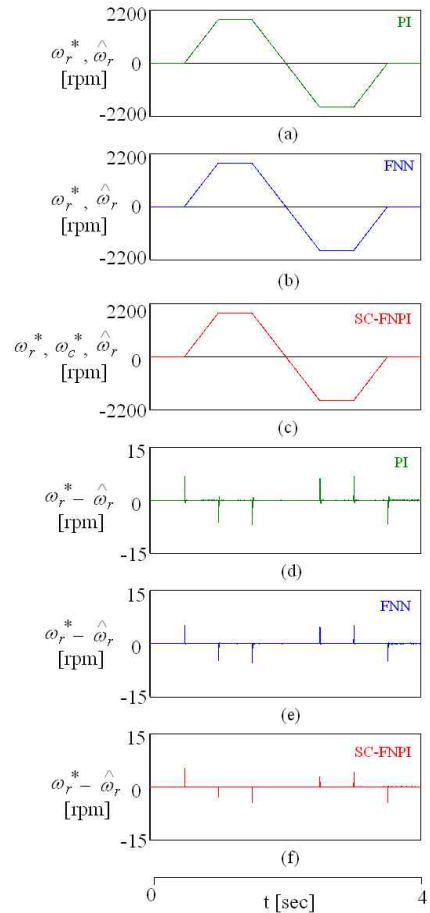 2200
PI
ω_r^*, ω̂_r
0
[rpm]
-2200
(a)
2200
FNN
ω_r^*, ω̂_r
0
[rpm]
-2200
(b)
2200
SC-FNPI
ω_r^*, ω_c^*, ω̂_r
0
[rpm]
-2200
(c)
15
PI
ω_r^* – ω̂_r
0
[rpm]
-15
(d)
15
FNN
ω_r^* – ω̂_r
0
[rpm]
-15
(e)
15
SC-FNPI
ω_r^* – ω̂_r
0
[rpm]
-15
(f)
0
4
t [sec]